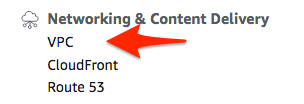 Networking & Content Delivery
VPC
CloudFront
Route 53